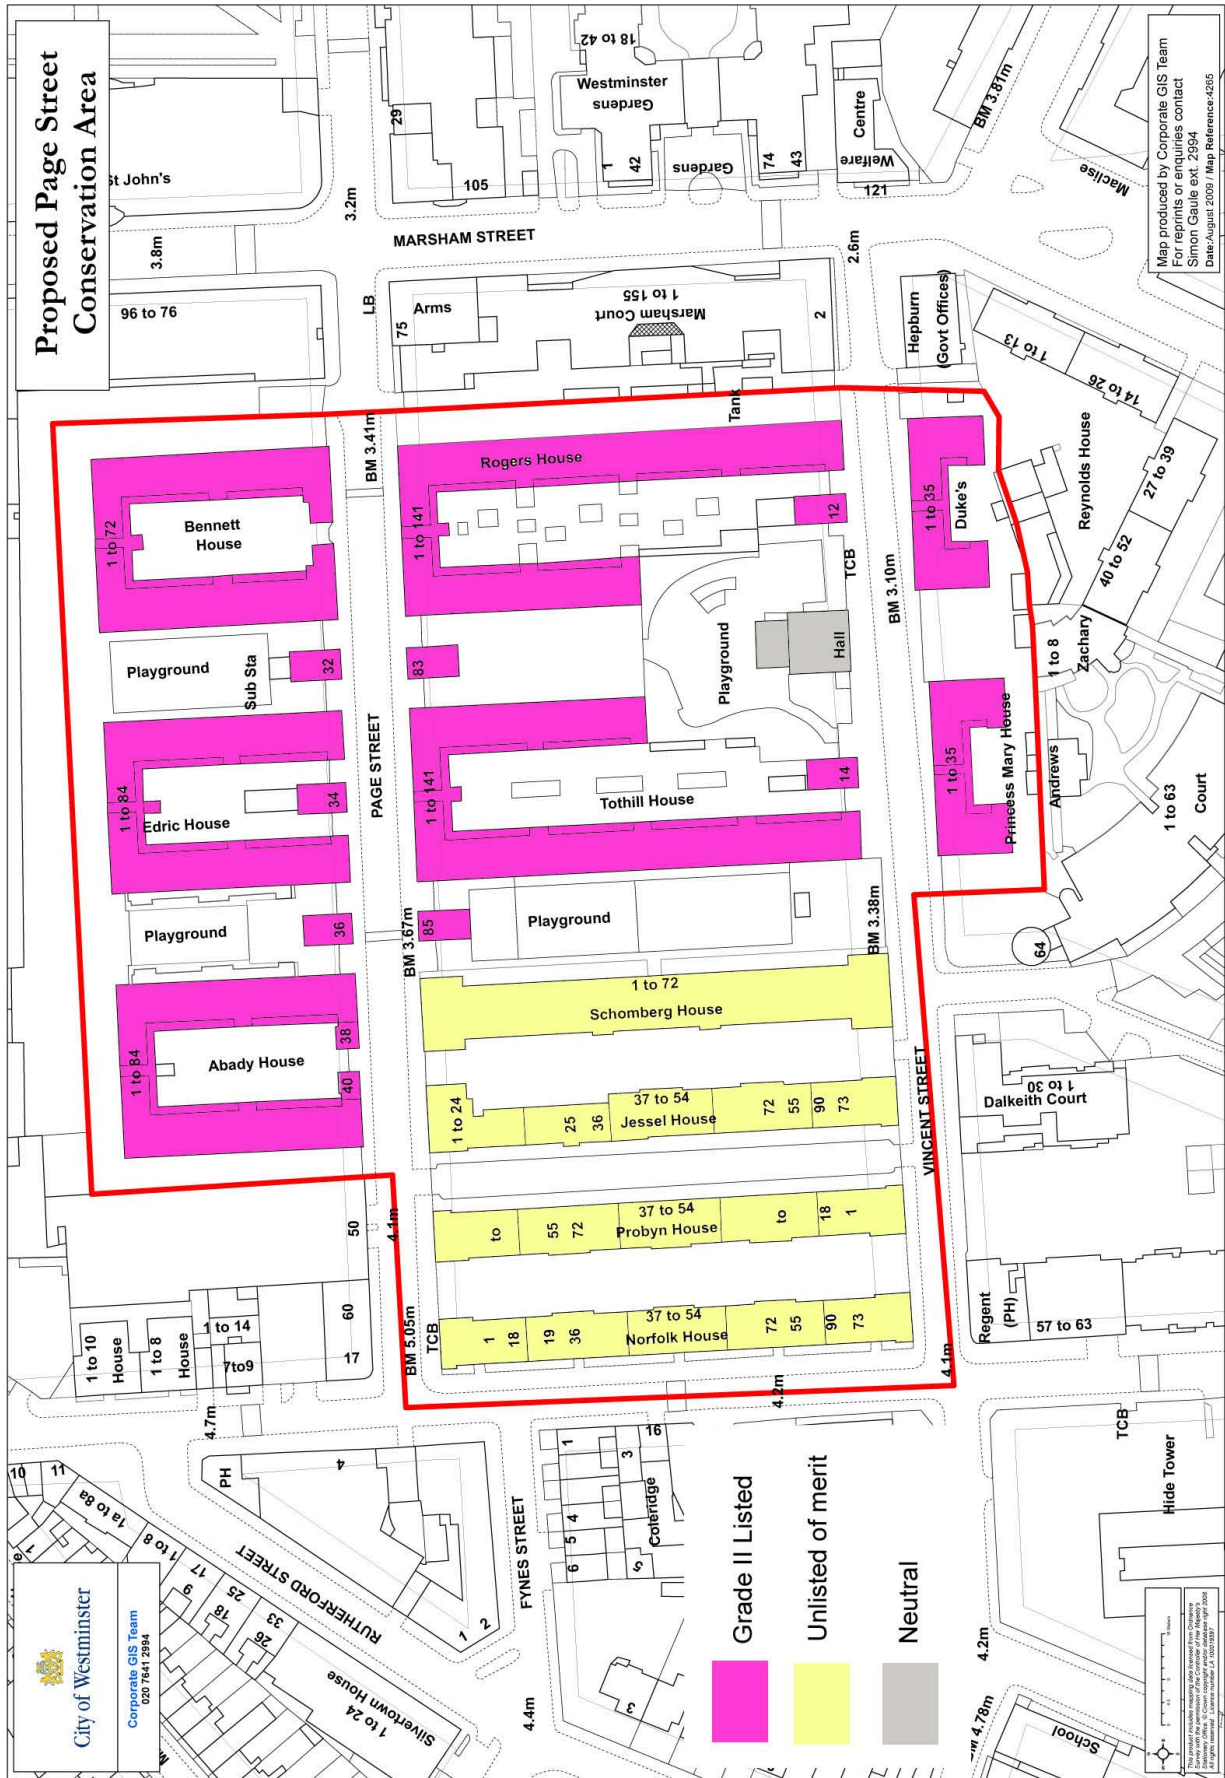 Proposed Page Street
Conservation Area
St John's
29
18 to 42
Westminster
Gardens
1
42
Gardens
74
43
Centre
Welfare
BM 3.81m
105
121
Maclise
3.8m
3.2m
MARSHAM STREET
2.6m
96 to 76
LB
75
Arms
Marsham Court
1 to 155
2
Hepburn
(Govt Offices)
1 to 13
14 to 26
Map produced by Corporate GIS Team
For reprints or enquiries contact
Simon Gaule ext. 2994
Date:August 2009 / Map Reference:4265
BM 3.41m
Tank
1 to 72
Bennett
House
1 to 141
Rogers House
12
TCB
BM 3.10m
1 to 35
Duke's
Reynolds House
27 to 39
40 to 52
Playground
Sub Sta
32
83
Playground
Hall
1 to 8
Zachary
1 to 84
Edric House
34
PAGE STREET
1 to 141
Tothill House
14
1 to 35
Princess Mary House
Andrews
1 to 63
Court
Playground
36
BM 3.67m
85
Playground
BM 3.38m
64
1 to 84
Abady House
38
40
1 to 72
Schomberg House
1 to 24
25
36
37 to 54
Jessel House
72
55
90
73
VINCENT STREET
Dalkeith Court
1 to 30
50
4.1m
to
55
72
37 to 54
Probyn House
to
18
1
1 to 10
House
1 to 8
House
1 to 14
7to9
60
17
BM 5.05m
TCB
1
18
19
36
37 to 54
Norfolk House
72
55
90
73
Regent
(PH)
57 to 63
4.7m
4.2m
4.1m
10
11
1a to 8a
1
PH
4
RUTHERFORD STREET
1 to 8
17
9
25
18
33
26
1 to 24
Silvertown House
1
2
FYNES STREET
4.4m
1
4
5
6
3
16
Coleridge
5
3
TCB
Hide Tower
4.2m
BM 4.78m
School
City of Westminster
Corporate GIS Team
020 7641 2994
Grade II Listed
Unlisted of merit
Neutral